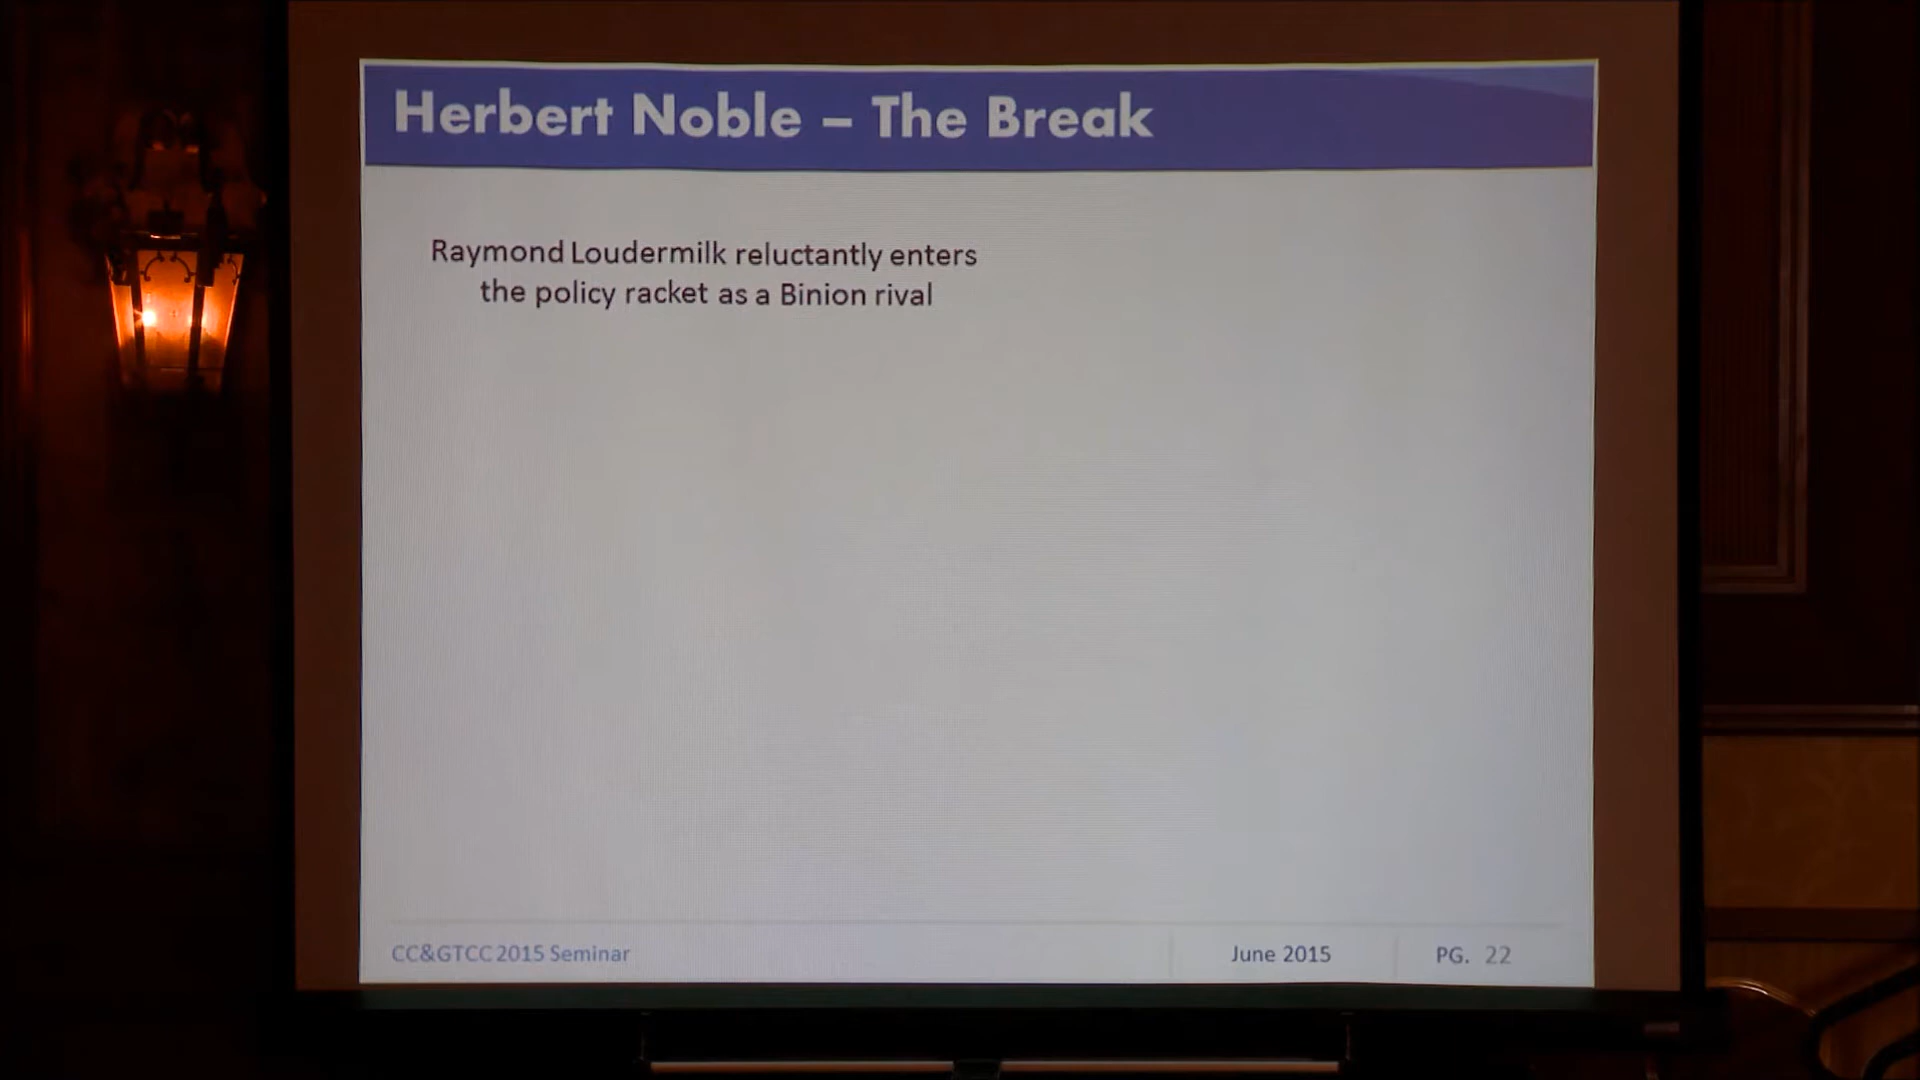 Herbert Noble – The Break
Raymond Loudermilk reluctantly enters
the policy racket as a Binion rival
CC&GTCC 2015 Seminar
June 2015
PG. 22